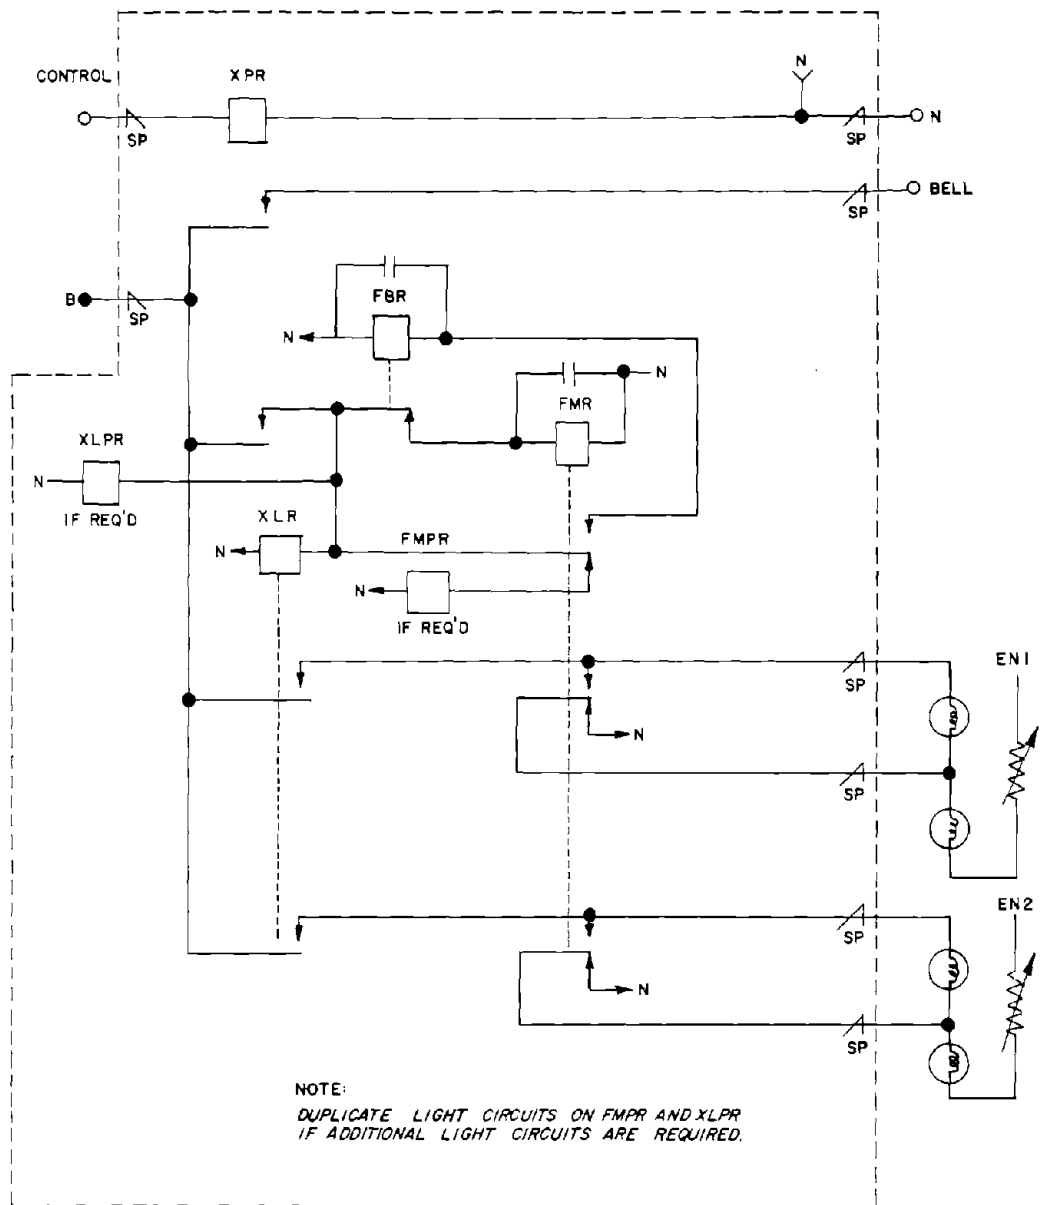 N
CONTROL
XPR
SP
SP
N
BELL
SP
B
SP
FBR
N
N
FMR
XLPR
N
IF REQ'D
XLR
FMPR
N
N
IF REQ'D
SP
EN1
N
SP
EN2
SP
N
SP
NOTE:
DUPLICATE LIGHT CIRCUITS ON FMPR AND XLPR
IF ADDITIONAL LIGHT CIRCUITS ARE REQUIRED.